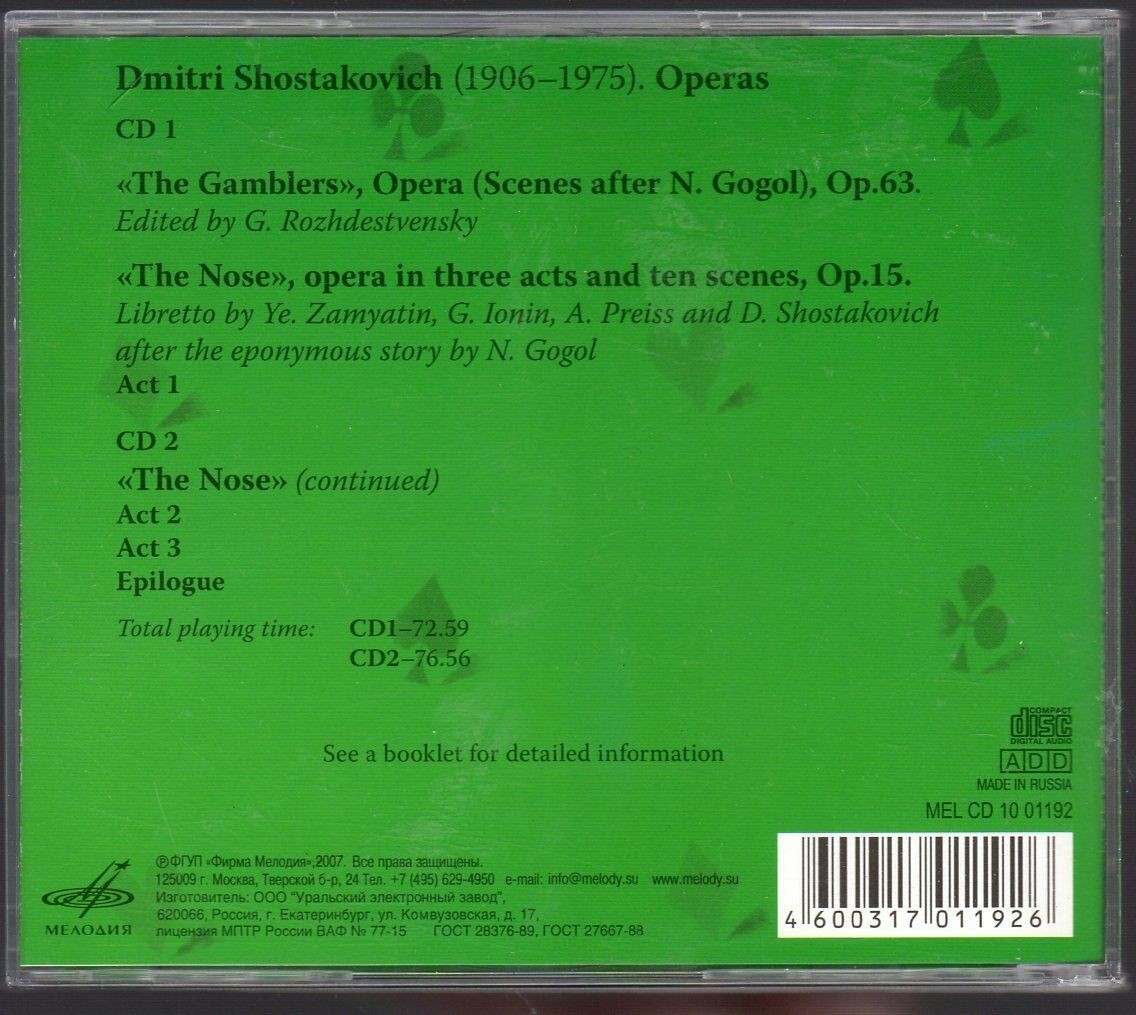 Dmitri Shostakovich (1906–1975). Operas
CD 1
«The Gamblers», Opera (Scenes after N. Gogol), Op.63.
Edited by G. Rozhdestvensky
«The Nose», opera in three acts and ten scenes, Op.15.
Libretto by Ye. Zamyatin, G. Ionin, A. Preiss and D. Shostakovich
after the eponymous story by N. Gogol
Act 1
CD 2
«The Nose» (continued)
Act 2
Act 3
Epilogue
Total playing time: CD1–72.59
CD2–76.56
See a booklet for detailed information
COMPACT
disc
DIGITAL AUDIO
ADD
MADE IN RUSSIA
MEL CD 10 01192
℗ФГУП «Фирма Мелодия»,2007. Все права защищены.
125009 г. Москва, Тверской б-р, 24 Тел. +7 (495) 629-4950 e-mail: info@melody.su www.melody.su
Изготовитель: ООО "Уральский электронный завод",
620066, Россия, г. Екатеринбург, ул. Комвузовская, д. 17,
лицензия МПТР России ВАФ № 77-15 ГОСТ 28376-89, ГОСТ 27667-88
МЕЛОДИЯ
4 600317 011926